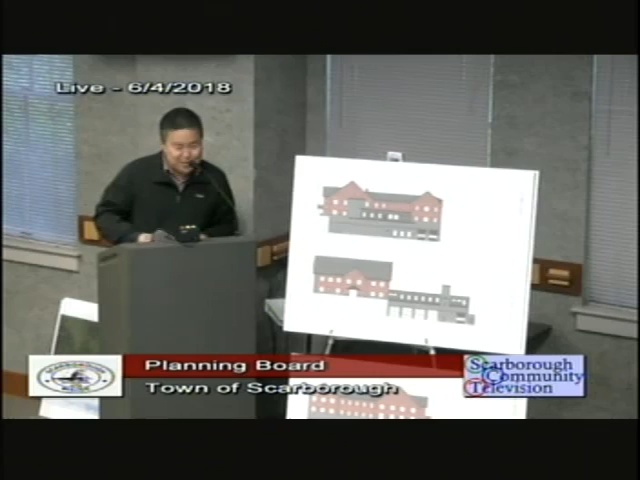 Live - 6/4/2018
Planning Board
Town of Scarborough
Scarborough
Community
Television